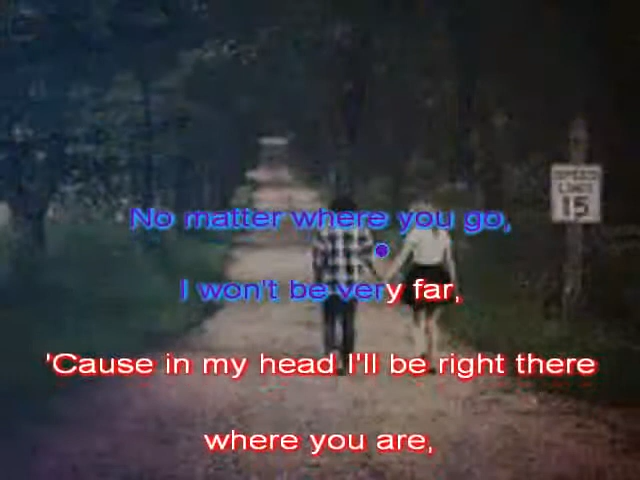 SPEED
LIMIT
15
No matter where you go,
I won't be very far,
'Cause in my head I'll be right there
where you are,